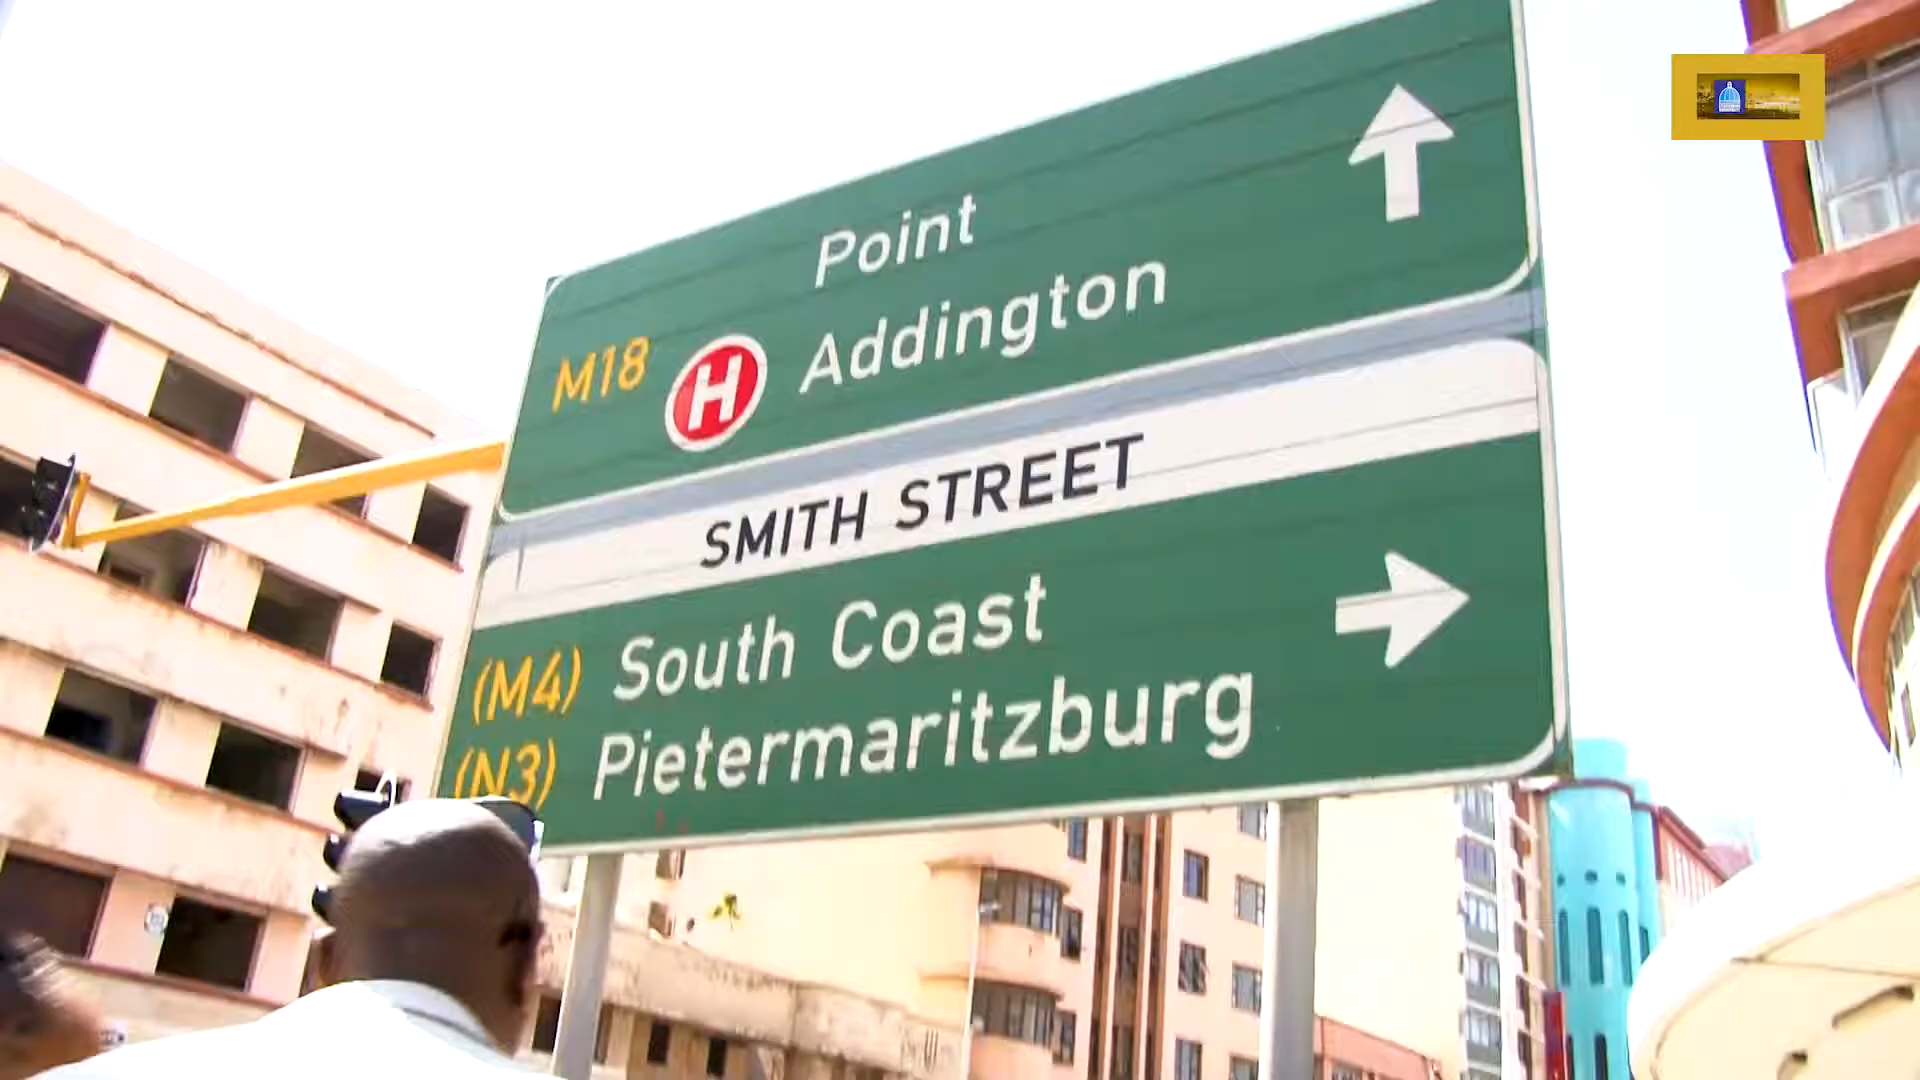 Point
M18 H Addington
SMITH STREET
(M4) South Coast
(N3) Pietermaritzburg